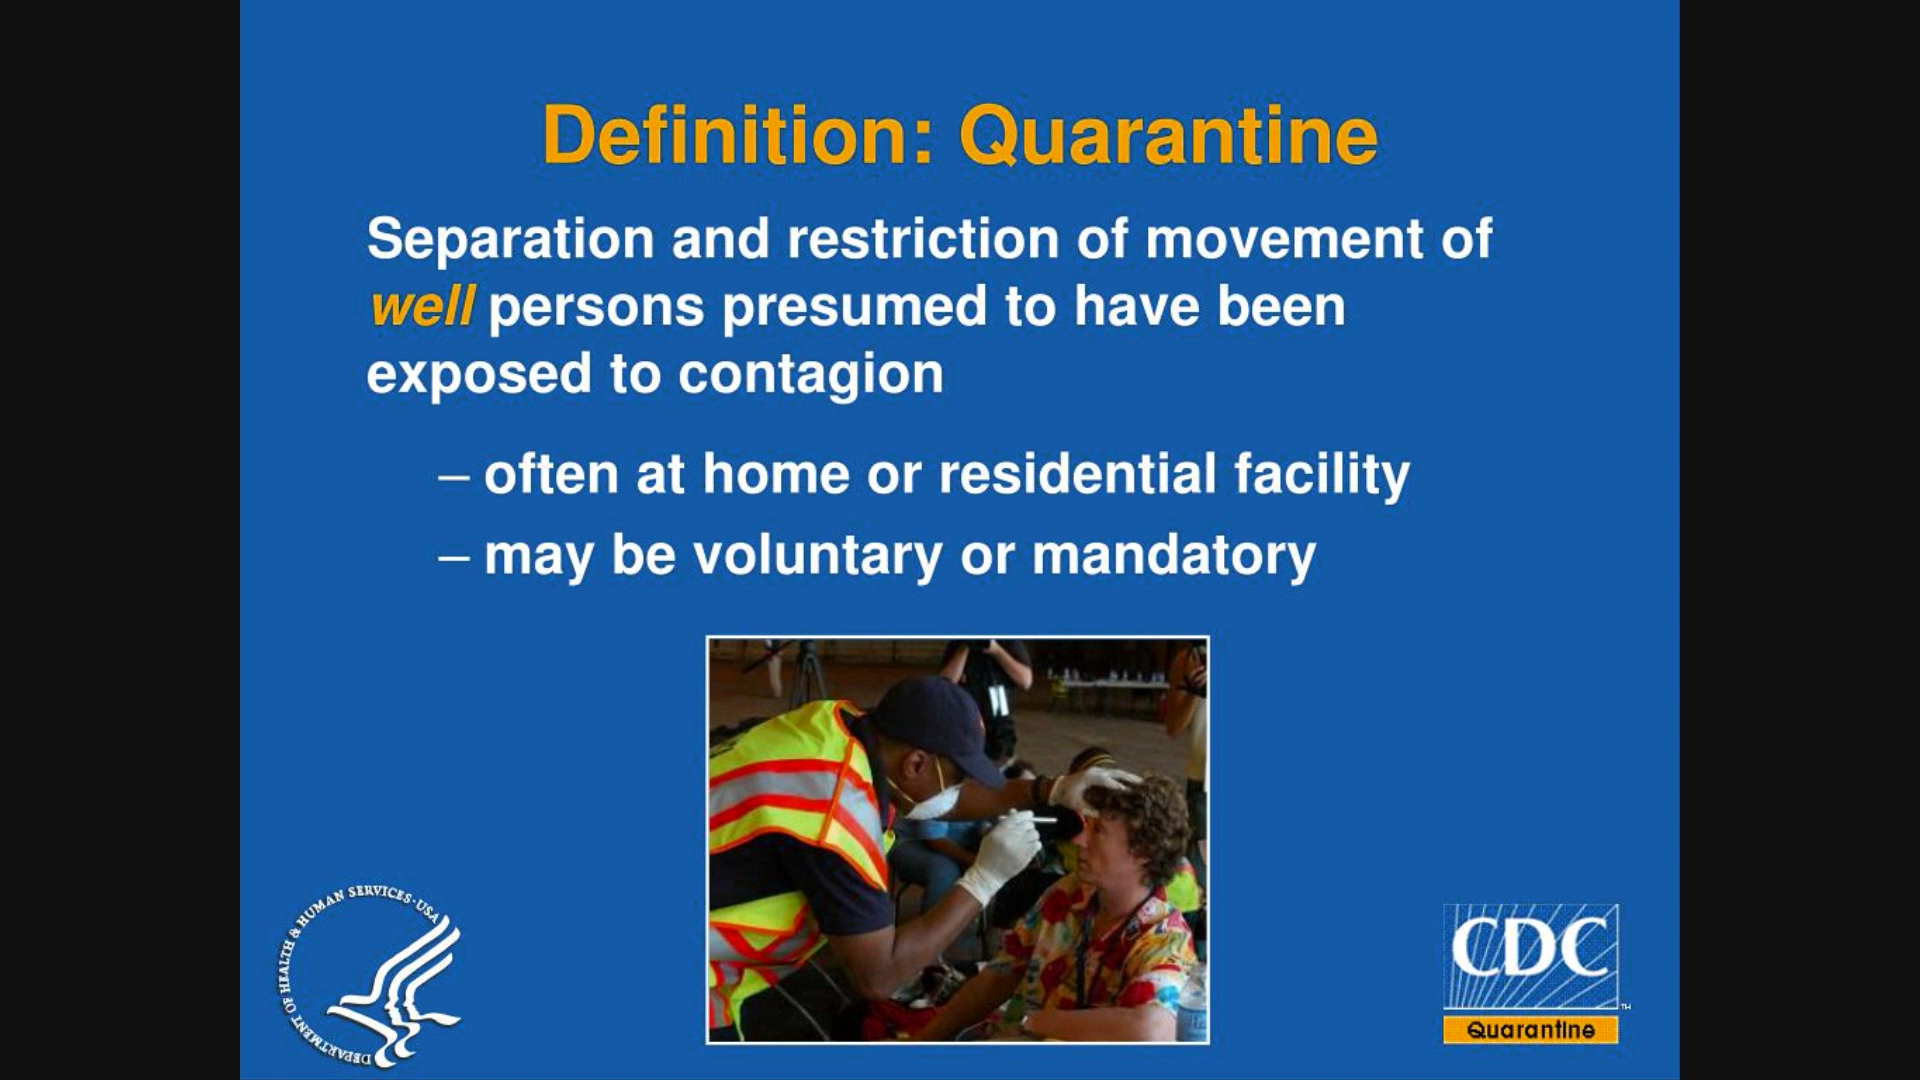 Definition: Quarantine
Separation and restriction of movement of
well persons presumed to have been
exposed to contagion
– often at home or residential facility
– may be voluntary or mandatory
DEPARTMENT OF HEALTH & HUMAN SERVICES·USA
CDC
TM
Quarantine